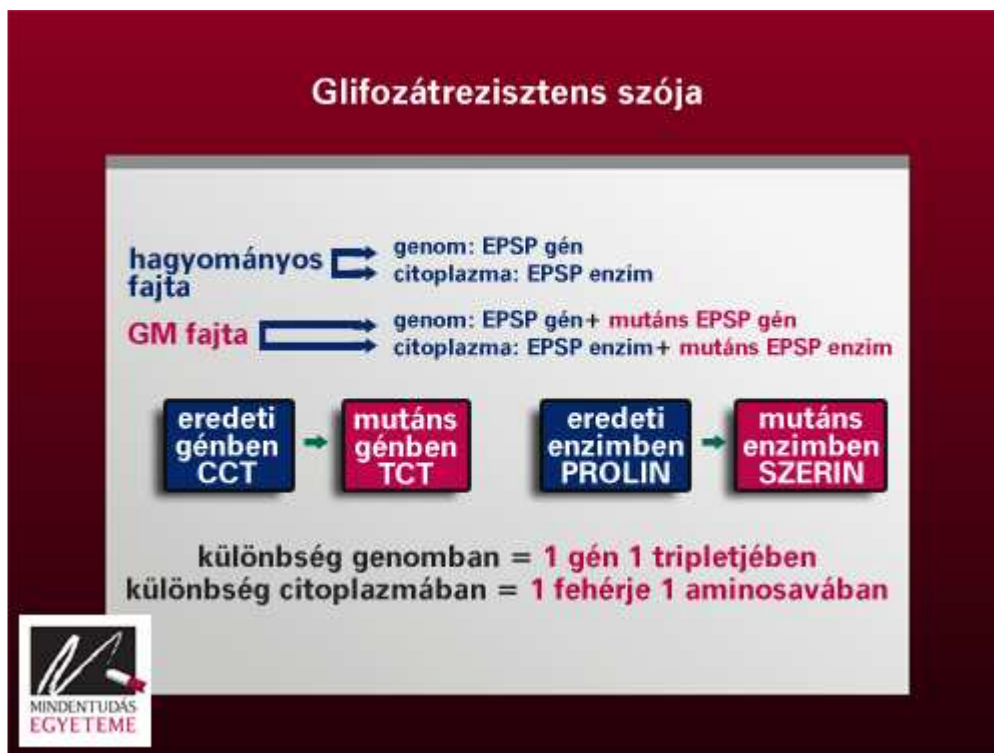 Glifozátrezisztens szója
hagyományos
fajta
genom: EPSP gén
citoplazma: EPSP enzim
GM fajta
genom: EPSP gén+ mutáns EPSP gén
citoplazma: EPSP enzim+ mutáns EPSP enzim
eredeti
génben
CCT
mutáns
génben
TCT
eredeti
enzimben
PROLIN
mutáns
enzimben
SZERIN
különbség genomban = 1 gén 1 tripletjében
különbség citoplazmában = 1 fehérje 1 aminosavában
MINDENTUDÁS
EGYETEME